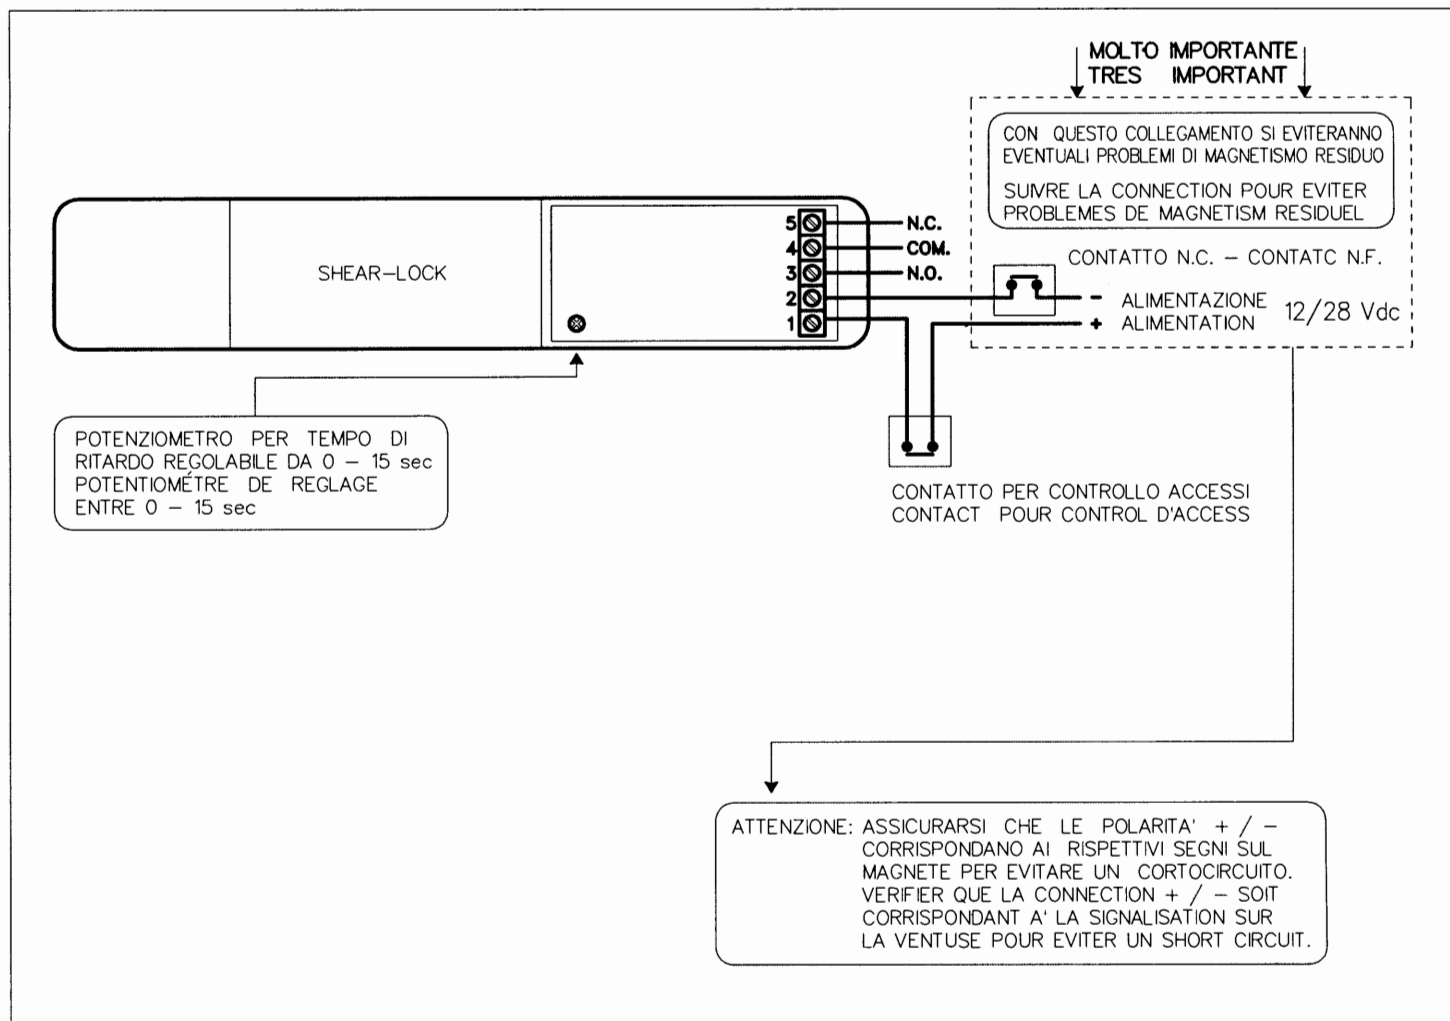 MOLTO IMPORTANTE
TRES IMPORTANT
CON QUESTO COLLEGAMENTO SI EVITERANNO
EVENTUALI PROBLEMI DI MAGNETISMO RESIDUO
SUIVRE LA CONNECTION POUR EVITER
PROBLEMES DE MAGNETISM RESIDUEL
CONTATTO N.C. – CONTATC N.F.
SHEAR–LOCK
5 N.C.
4 COM.
3 N.O.
2
1
– ALIMENTAZIONE
+ ALIMENTATION
12/28 Vdc
POTENZIOMETRO PER TEMPO DI
RITARDO REGOLABILE DA 0 – 15 sec
POTENTIOMÉTRE DE REGLAGE
ENTRE 0 – 15 sec
CONTATTO PER CONTROLLO ACCESSI
CONTACT POUR CONTROL D'ACCESS
ATTENZIONE: ASSICURARSI CHE LE POLARITA' + / –
CORRISPONDANO AI RISPETTIVI SEGNI SUL
MAGNETE PER EVITARE UN CORTOCIRCUITO.
VERIFIER QUE LA CONNECTION + / – SOIT
CORRISPONDANT A' LA SIGNALISATION SUR
LA VENTUSE POUR EVITER UN SHORT CIRCUIT.